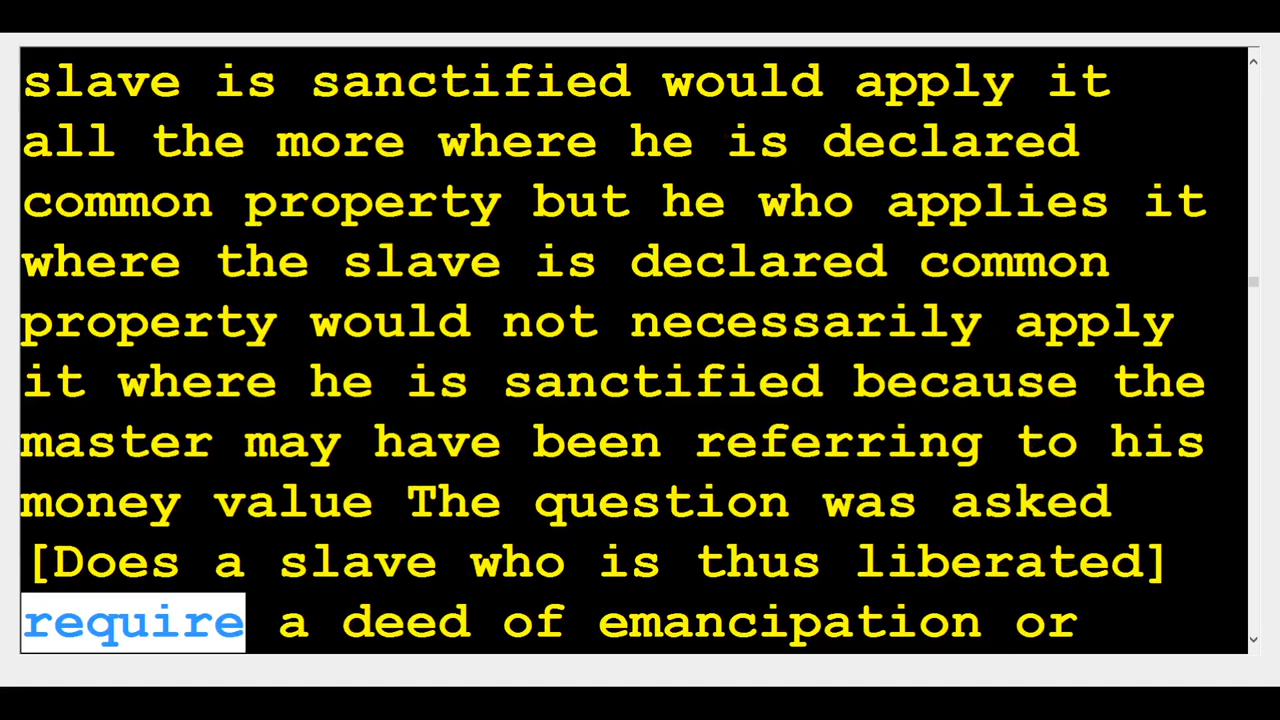 slave is sanctified would apply it
all the more where he is declared
common property but he who applies it
where the slave is declared common
property would not necessarily apply
it where he is sanctified because the
master may have been referring to his
money value The question was asked
[Does a slave who is thus liberated]
require a deed of emancipation or